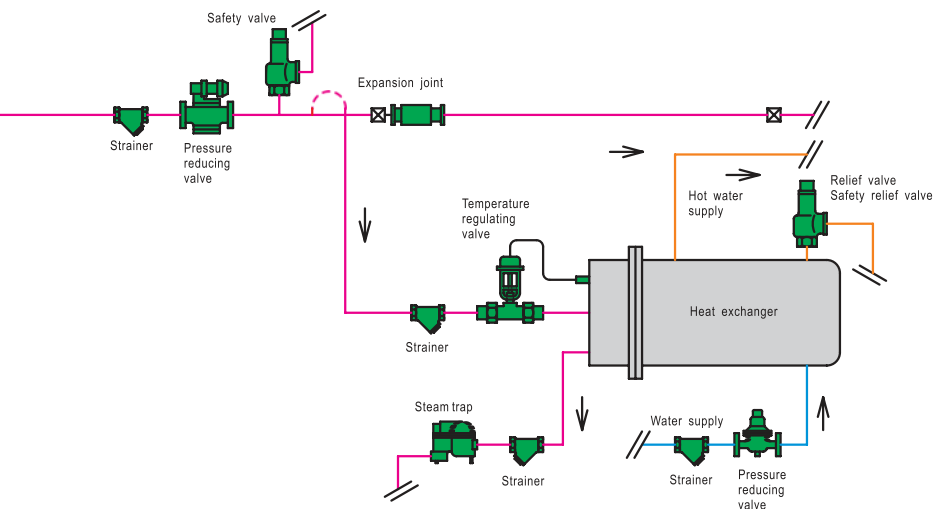 Safety valve
Expansion joint
Strainer
Pressure
reducing
valve
Relief valve
Safety relief valve
Hot water
supply
Temperature
regulating
valve
Heat exchanger
Strainer
Steam trap
Strainer
Water supply
Strainer
Pressure
reducing
valve